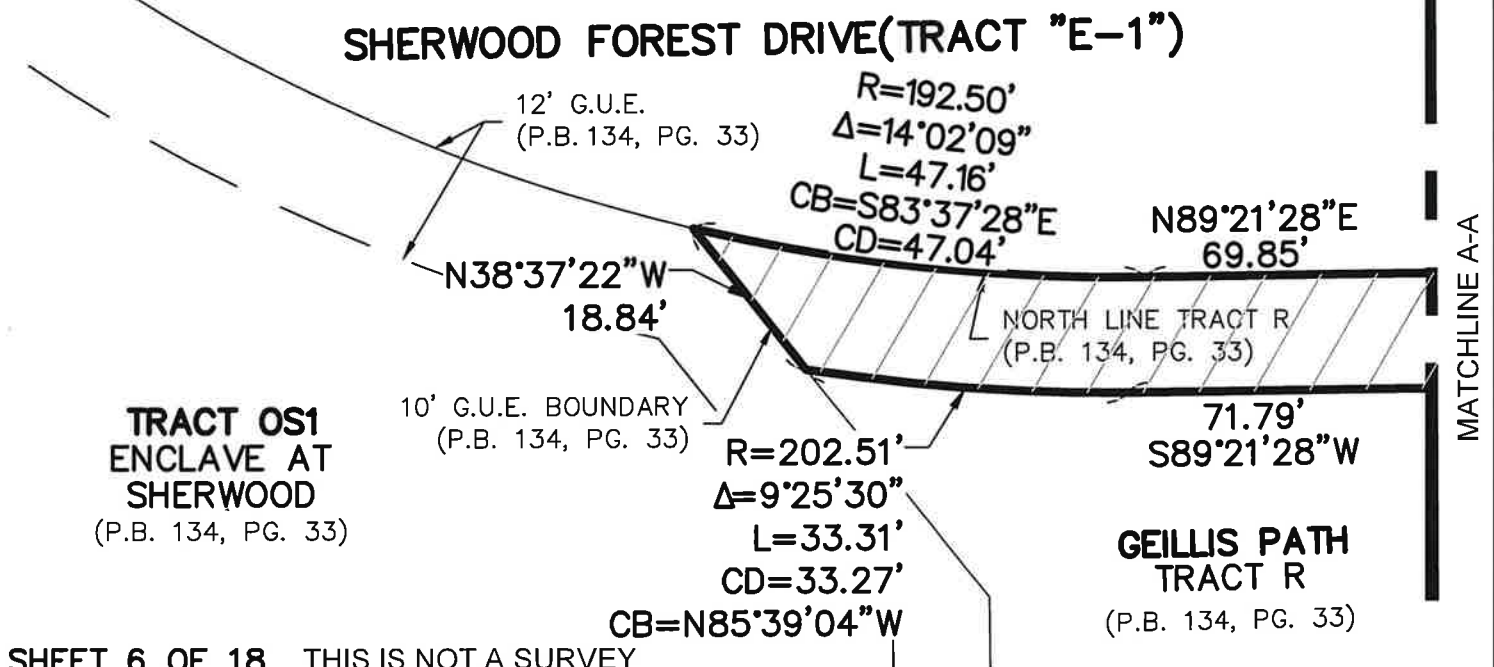 SHERWOOD FOREST DRIVE(TRACT "E-1")
12' G.U.E.
(P.B. 134, PG. 33)
R=192.50'
Δ=14°02'09"
L=47.16'
CB=S83°37'28"E
CD=47.04'
N89°21'28"E
69.85'
MATCHLINE A-A
N38°37'22"W
18.84'
NORTH LINE TRACT R
(P.B. 134, PG. 33)
10' G.U.E. BOUNDARY
(P.B. 134, PG. 33)
TRACT OS1
ENCLAVE AT
SHERWOOD
(P.B. 134, PG. 33)
71.79'
S89°21'28"W
R=202.51'
Δ=9°25'30"
L=33.31'
CD=33.27'
CB=N85°39'04"W
GEILLIS PATH
TRACT R
(P.B. 134, PG. 33)
SHEET 6 OF 18 THIS IS NOT A SURVEY